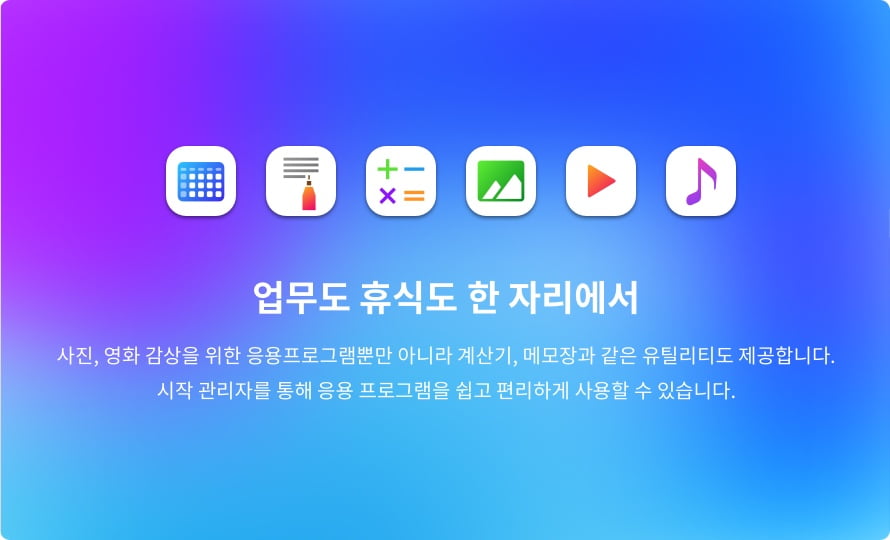 업무도 휴식도 한 자리에서
사진, 영화 감상을 위한 응용프로그램뿐만 아니라 계산기, 메모장과 같은 유틸리티도 제공합니다.
시작 관리자를 통해 응용 프로그램을 쉽고 편리하게 사용할 수 있습니다.